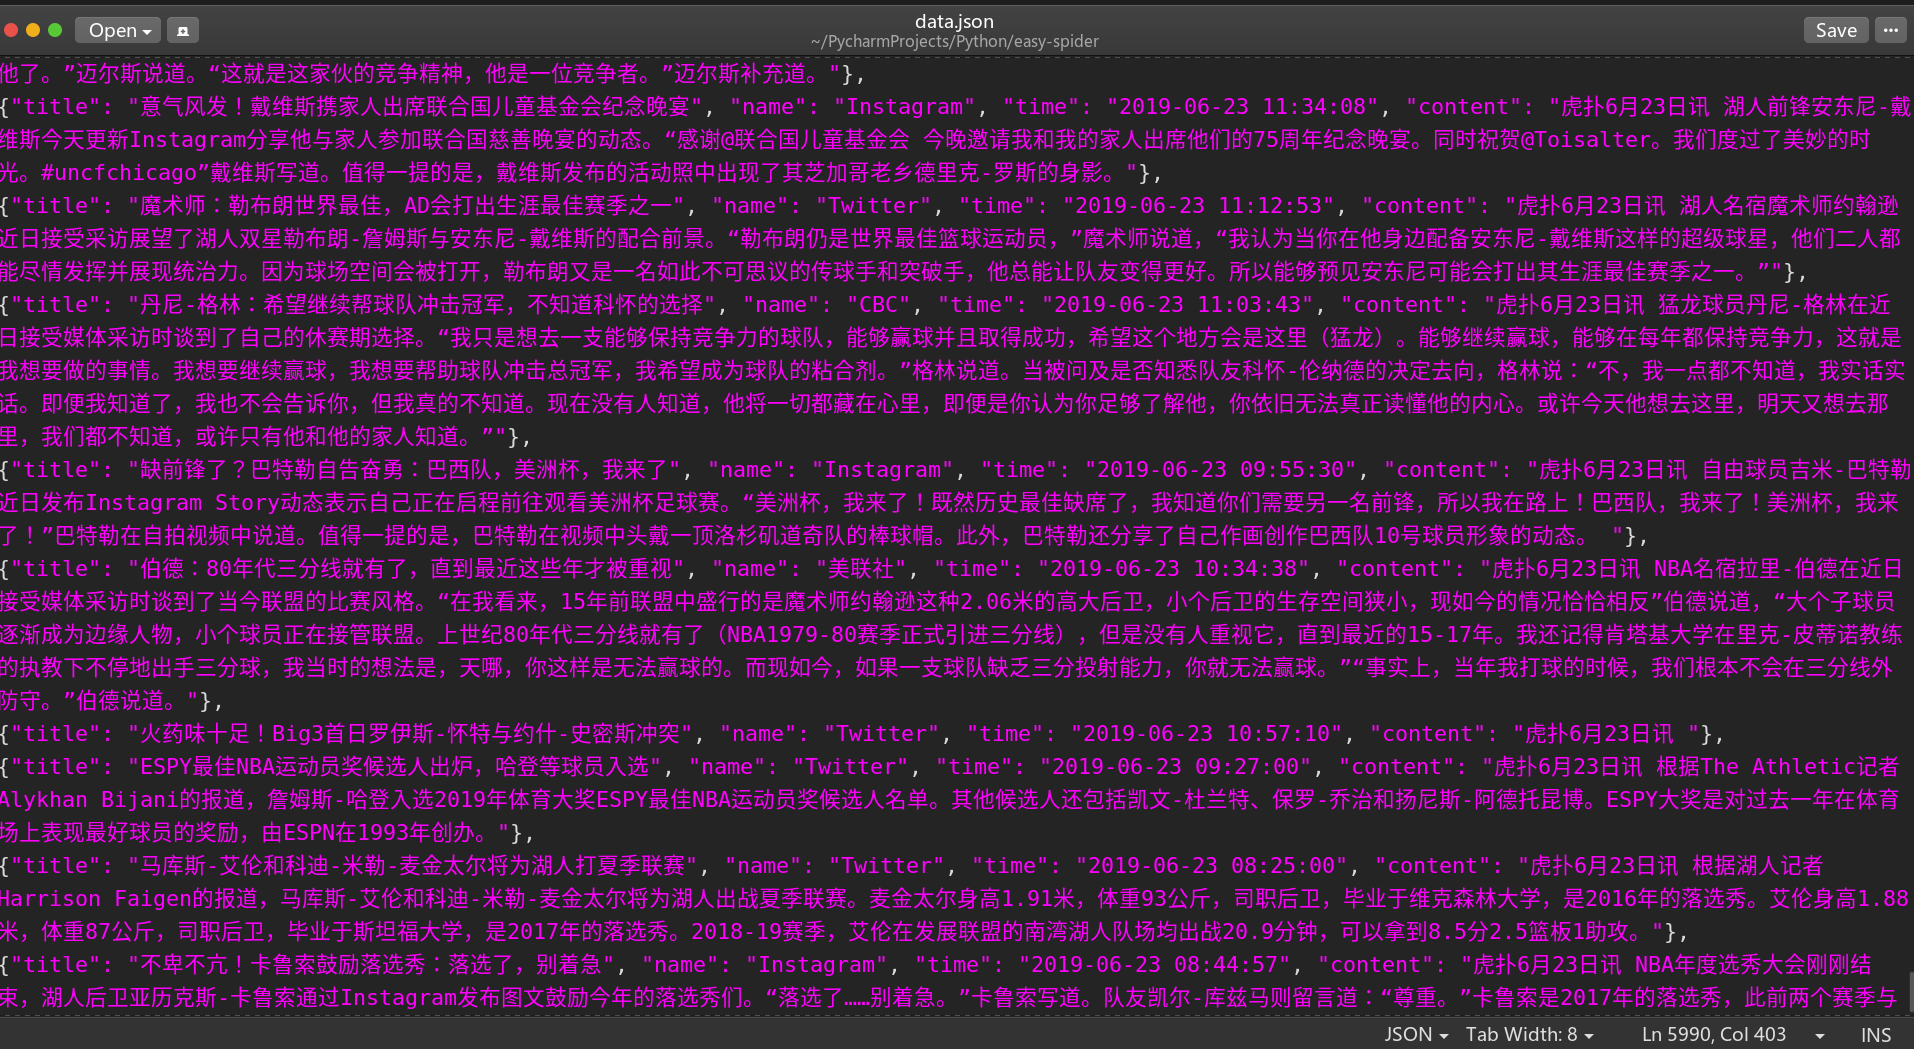 Open
data.json
~/PycharmProjects/Python/easy-spider
Save
他了。”迈尔斯说道。“这就是这家伙的竞争精神，他是一位竞争者。”迈尔斯补充道。"},
{"title": "意气风发！戴维斯携家人出席联合国儿童基金会纪念晚宴", "name": "Instagram", "time": "2019-06-23 11:34:08", "content": "虎扑6月23日讯 湖人前锋安东尼-戴
维斯今天更新Instagram分享他与家人参加联合国慈善晚宴的动态。“感谢@联合国儿童基金会 今晚邀请我和我的家人出席他们的75周年纪念晚宴。同时祝贺@Toisalter。我们度过了美妙的时
光。#uncfchicago”戴维斯写道。值得一提的是，戴维斯发布的活动照中出现了其芝加哥老乡德里克-罗斯的身影。"},
{"title": "魔术师：勒布朗世界最佳，AD会打出生涯最佳赛季之一", "name": "Twitter", "time": "2019-06-23 11:12:53", "content": "虎扑6月23日讯 湖人名宿魔术师约翰逊
近日接受采访展望了湖人双星勒布朗-詹姆斯与安东尼-戴维斯的配合前景。“勒布朗仍是世界最佳篮球运动员，”魔术师说道，“我认为当你在他身边配备安东尼-戴维斯这样的超级球星，他们二人都
能尽情发挥并展现统治力。因为球场空间会被打开，勒布朗又是一名如此不可思议的传球手和突破手，他总能让队友变得更好。所以能够预见安东尼可能会打出其生涯最佳赛季之一。”"},
{"title": "丹尼-格林：希望继续帮球队冲击冠军，不知道科怀的选择", "name": "CBC", "time": "2019-06-23 11:03:43", "content": "虎扑6月23日讯 猛龙球员丹尼-格林在近
日接受媒体采访时谈到了自己的休赛期选择。“我只是想去一支能够保持竞争力的球队，能够赢球并且取得成功，希望这个地方会是这里（猛龙）。能够继续赢球，能够在每年都保持竞争力，这就是
我想要做的事情。我想要继续赢球，我想要帮助球队冲击总冠军，我希望成为球队的粘合剂。”格林说道。当被问及是否知悉队友科怀-伦纳德的决定去向，格林说：“不，我一点都不知道，我实话实
话。即便我知道了，我也不会告诉你，但我真的不知道。现在没有人知道，他将一切都藏在心里，即便是你认为你足够了解他，你依旧无法真正读懂他的内心。或许今天他想去这里，明天又想去那
里，我们都不知道，或许只有他和他的家人知道。”"},
{"title": "缺前锋了？巴特勒自告奋勇：巴西队，美洲杯，我来了", "name": "Instagram", "time": "2019-06-23 09:55:30", "content": "虎扑6月23日讯 自由球员吉米-巴特勒
近日发布Instagram Story动态表示自己正在启程前往观看美洲杯足球赛。“美洲杯，我来了！既然历史最佳缺席了，我知道你们需要另一名前锋，所以我在路上！巴西队，我来了！美洲杯，我来
了！”巴特勒在自拍视频中说道。值得一提的是，巴特勒在视频中头戴一顶洛杉矶道奇队的棒球帽。此外，巴特勒还分享了自己作画创作巴西队10号球员形象的动态。 "},
{"title": "伯德：80年代三分线就有了，直到最近这些年才被重视", "name": "美联社", "time": "2019-06-23 10:34:38", "content": "虎扑6月23日讯 NBA名宿拉里-伯德在近日
接受媒体采访时谈到了当今联盟的比赛风格。“在我看来，15年前联盟中盛行的是魔术师约翰逊这种2.06米的高大后卫，小个后卫的生存空间狭小，现如今的情况恰恰相反”伯德说道，“大个子球员
逐渐成为边缘人物，小个球员正在接管联盟。上世纪80年代三分线就有了（NBA1979-80赛季正式引进三分线），但是没有人重视它，直到最近的15-17年。我还记得肯塔基大学在里克-皮蒂诺教练
的执教下不停地出手三分球，我当时的想法是，天哪，你这样是无法赢球的。而现如今，如果一支球队缺乏三分投射能力，你就无法赢球。”“事实上，当年我打球的时候，我们根本不会在三分线外
防守。”伯德说道。"},
{"title": "火药味十足！Big3首日罗伊斯-怀特与约什-史密斯冲突", "name": "Twitter", "time": "2019-06-23 10:57:10", "content": "虎扑6月23日讯 "},
{"title": "ESPY最佳NBA运动员奖候选人出炉，哈登等球员入选", "name": "Twitter", "time": "2019-06-23 09:27:00", "content": "虎扑6月23日讯 根据The Athletic记者
Alykhan Bijani的报道，詹姆斯-哈登入选2019年体育大奖ESPY最佳NBA运动员奖候选人名单。其他候选人还包括凯文-杜兰特、保罗-乔治和扬尼斯-阿德托昆博。ESPY大奖是对过去一年在体育
场上表现最好球员的奖励，由ESPN在1993年创办。"},
{"title": "马库斯-艾伦和科迪-米勒-麦金太尔将为湖人打夏季联赛", "name": "Twitter", "time": "2019-06-23 08:25:00", "content": "虎扑6月23日讯 根据湖人记者
Harrison Faigen的报道，马库斯-艾伦和科迪-米勒-麦金太尔将为湖人出战夏季联赛。麦金太尔身高1.91米，体重93公斤，司职后卫，毕业于维克森林大学，是2016年的落选秀。艾伦身高1.88
米，体重87公斤，司职后卫，毕业于斯坦福大学，是2017年的落选秀。2018-19赛季，艾伦在发展联盟的南湾湖人队场均出战20.9分钟，可以拿到8.5分2.5篮板1助攻。"},
{"title": "不卑不亢！卡鲁索鼓励落选秀：落选了，别着急", "name": "Instagram", "time": "2019-06-23 08:44:57", "content": "虎扑6月23日讯 NBA年度选秀大会刚刚结
束，湖人后卫亚历克斯-卡鲁索通过Instagram发布图文鼓励今年的落选秀们。“落选了……别着急。”卡鲁索写道。队友凯尔-库兹马则留言道：“尊重。”卡鲁索是2017年的落选秀，此前两个赛季与
JSON
Tab Width: 8
Ln 5990, Col 403
INS